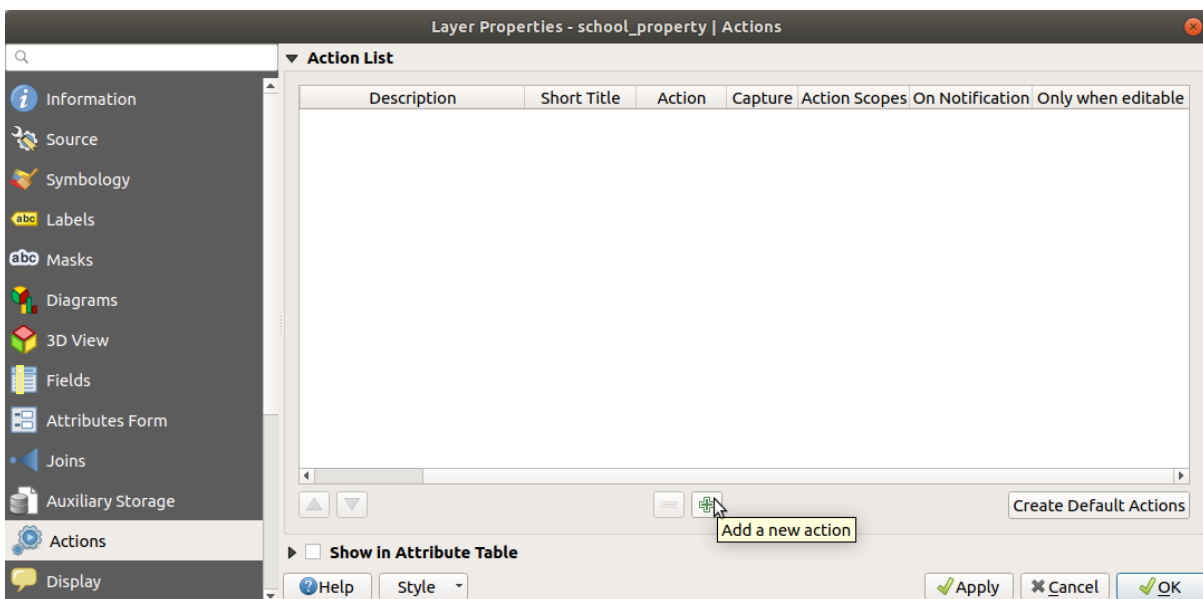 Layer Properties - school_property | Actions
Action List
Information
Source
Symbology
abc Labels
abc Masks
Diagrams
3D View
Fields
Attributes Form
Joins
Auxiliary Storage
Actions
Display
Description Short Title Action Capture Action Scopes On Notification Only when editable
Create Default Actions
Add a new action
Show in Attribute Table
Help Style Apply Cancel OK